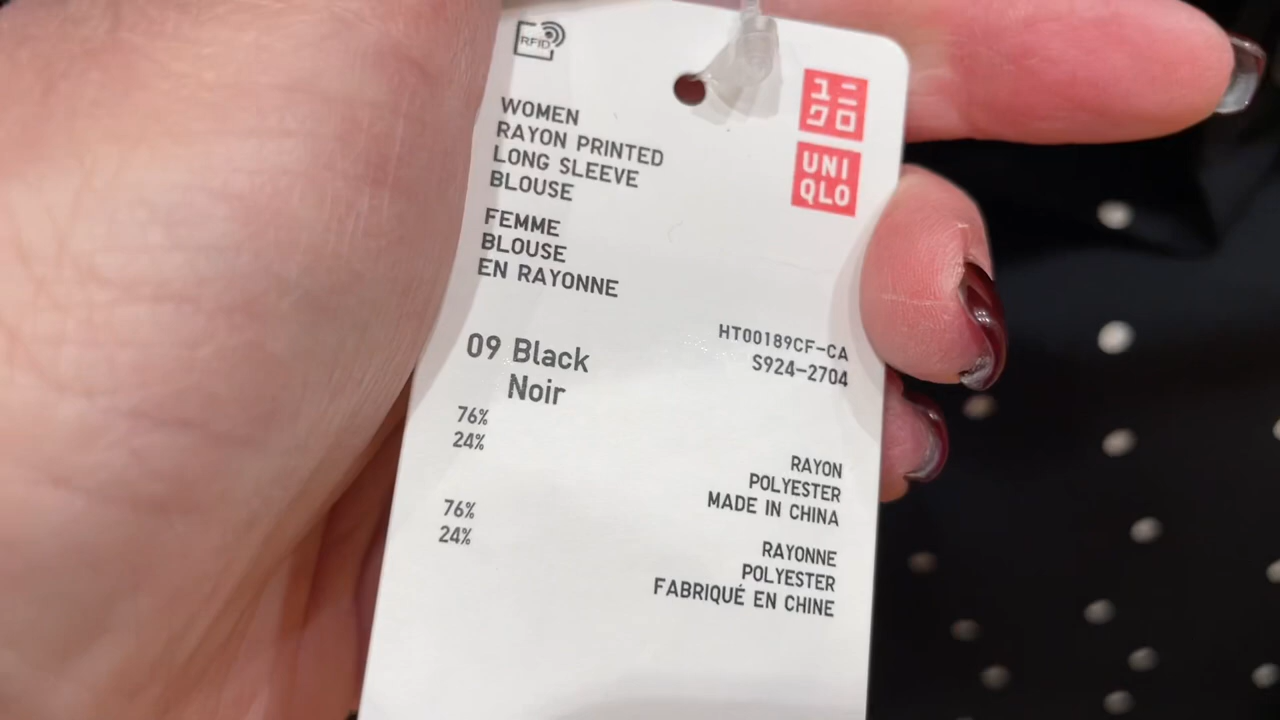 RFID
ユニ
クロ
UNI
QLO
WOMEN
RAYON PRINTED
LONG SLEEVE
BLOUSE
FEMME
BLOUSE
EN RAYONNE
HT00189CF-CA
S924-2704
09 Black
Noir
76% RAYON
24% POLYESTER
MADE IN CHINA
76% RAYONNE
24% POLYESTER
FABRIQUÉ EN CHINE